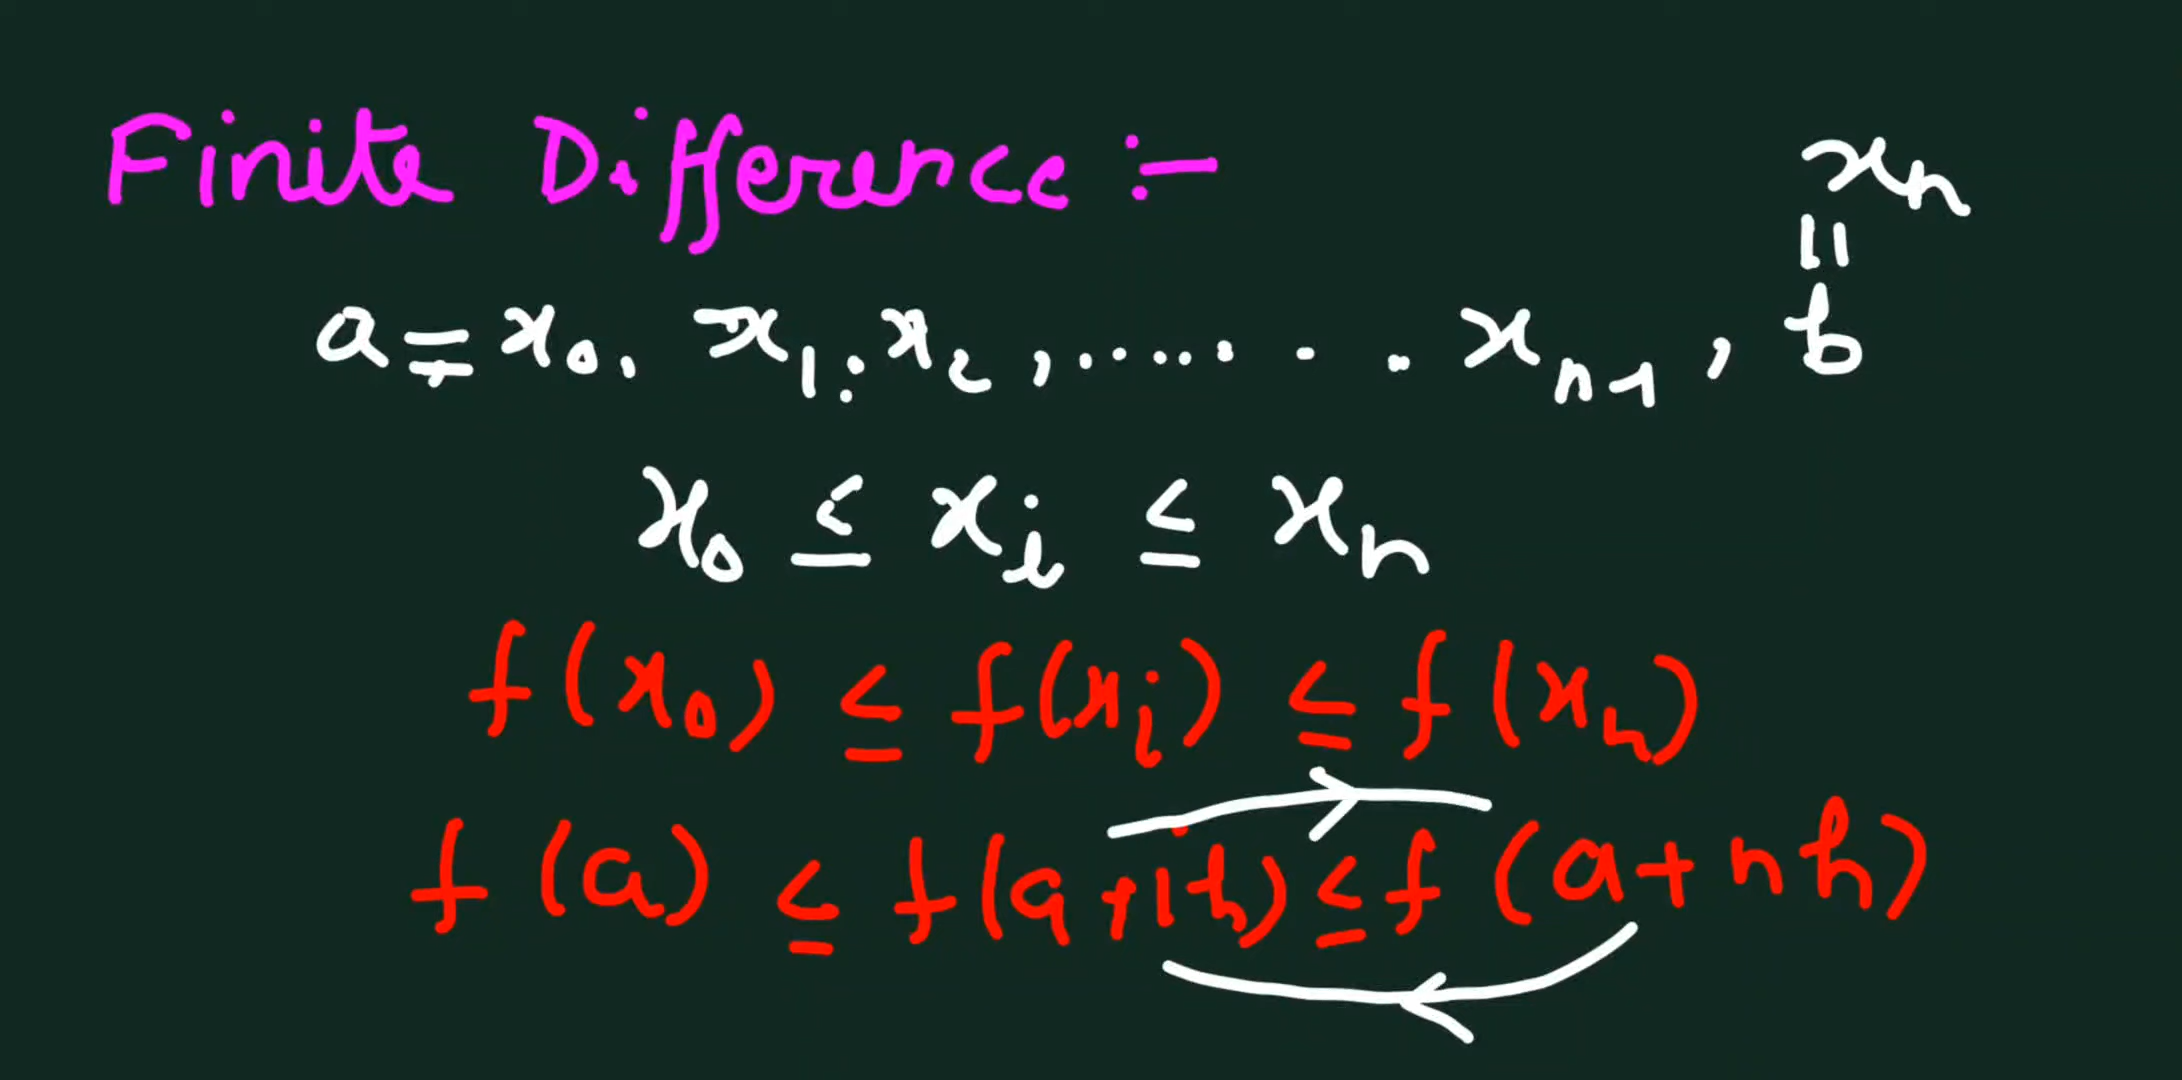 Finite Difference :-
xₙ
||
a = x₀, x₁, x₂, ........ xₙ₋₁, b
x₀ ≤ xᵢ ≤ xₙ
f(x₀) ≤ f(xᵢ) ≤ f(xₙ)
f(a) ≤ f(a+ih) ≤ f(a+nh)